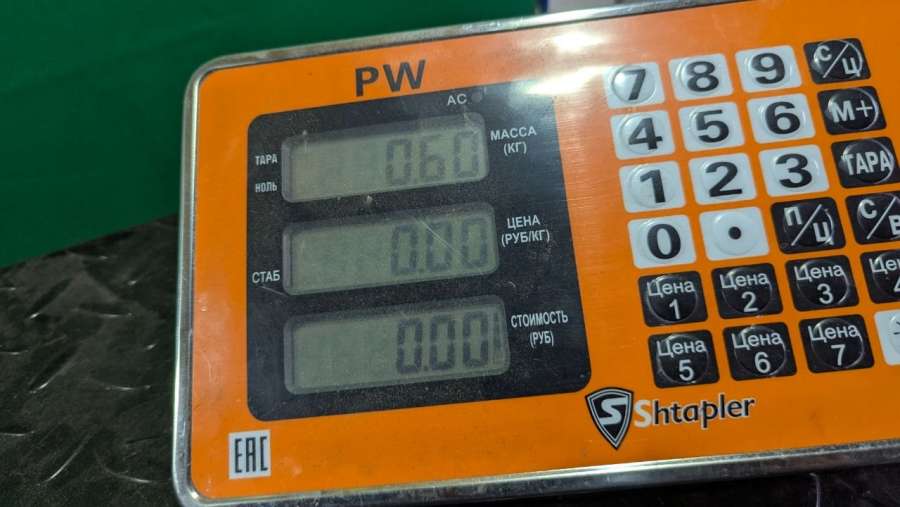 PW
AC
ТАРА
НОЛЬ
0.60
МАССА
(КГ)
СТАБ
0.00
ЦЕНА
(РУБ/КГ)
0.00
СТОИМОСТЬ
(РУБ)
7 8 9 С/Ц
4 5 6 М+
1 2 3 ТАРА
0 • П/Ц С/В
Цена 1
Цена 2
Цена 3
Цена 5
Цена 6
Цена 7
S Shtapler
EAC